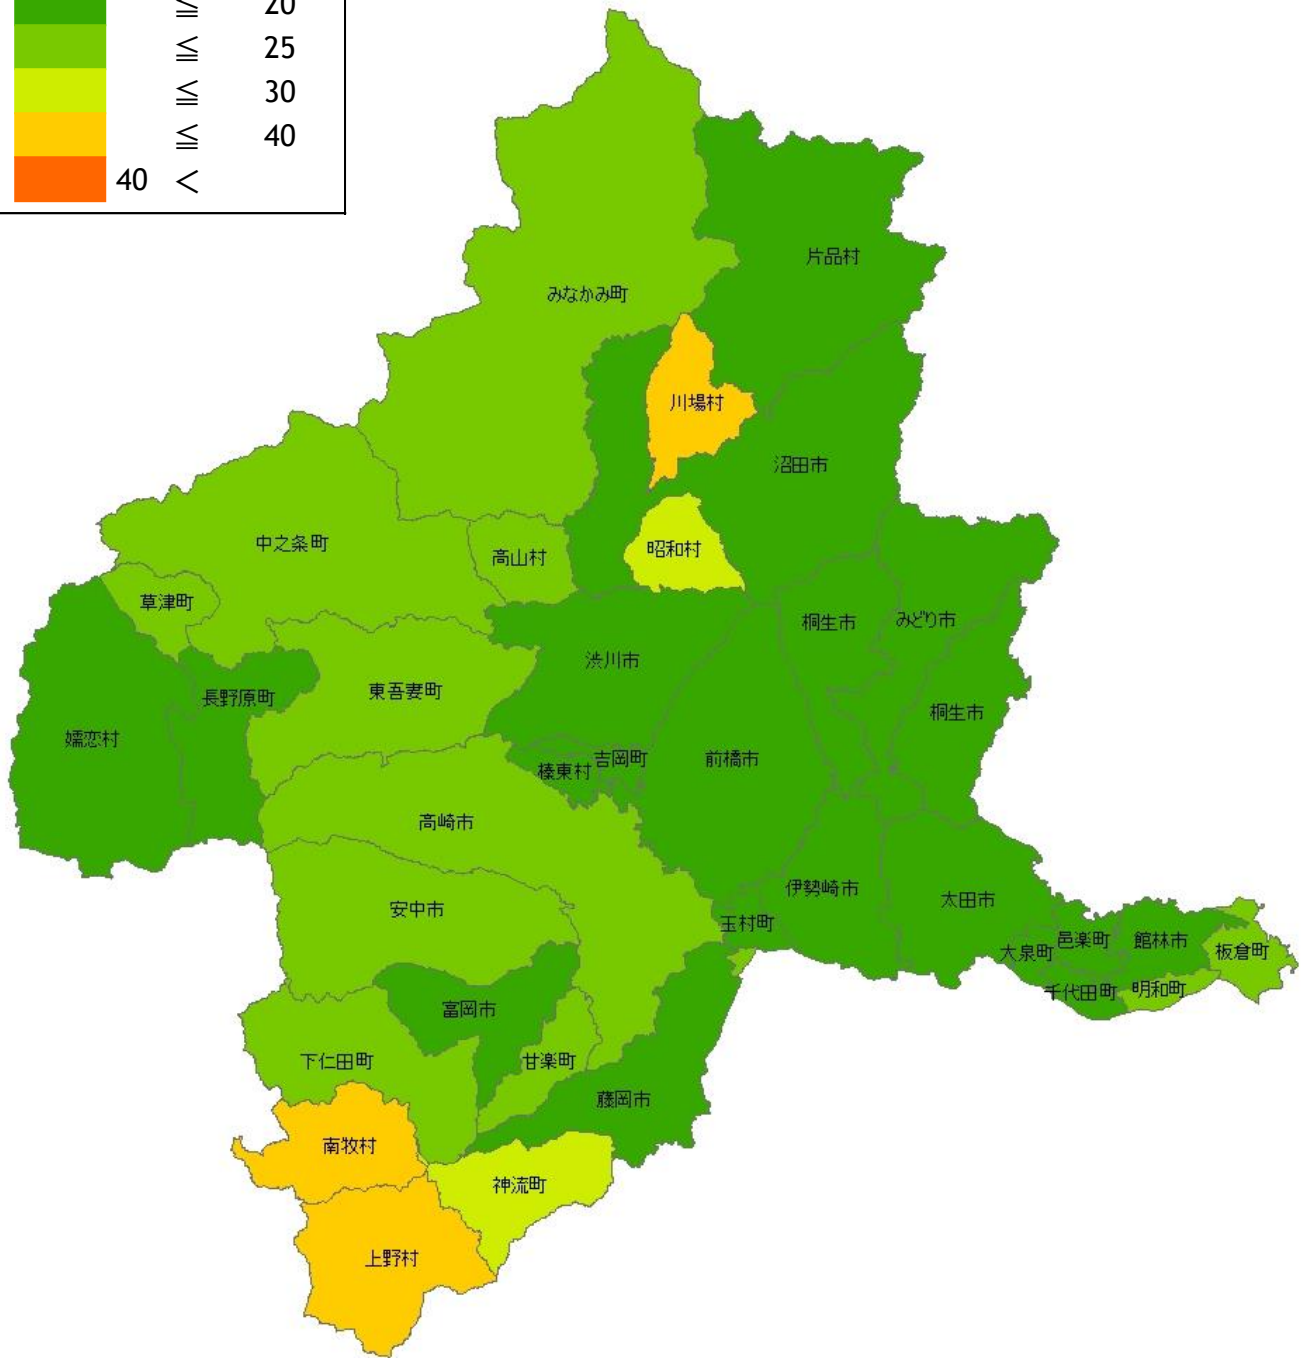 ≦ 20
≦ 25
≦ 30
≦ 40
40 <
片品村
みなかみ町
川場村
沼田市
中之条町
高山村
昭和村
草津町
桐生市
みどり市
渋川市
東吾妻町
長野原町
桐生市
嬬恋村
榛東村
吉岡町
前橋市
高崎市
伊勢崎市
太田市
安中市
玉村町
大泉町
邑楽町
館林市
板倉町
千代田町
明和町
富岡市
下仁田町
甘楽町
藤岡市
南牧村
神流町
上野村